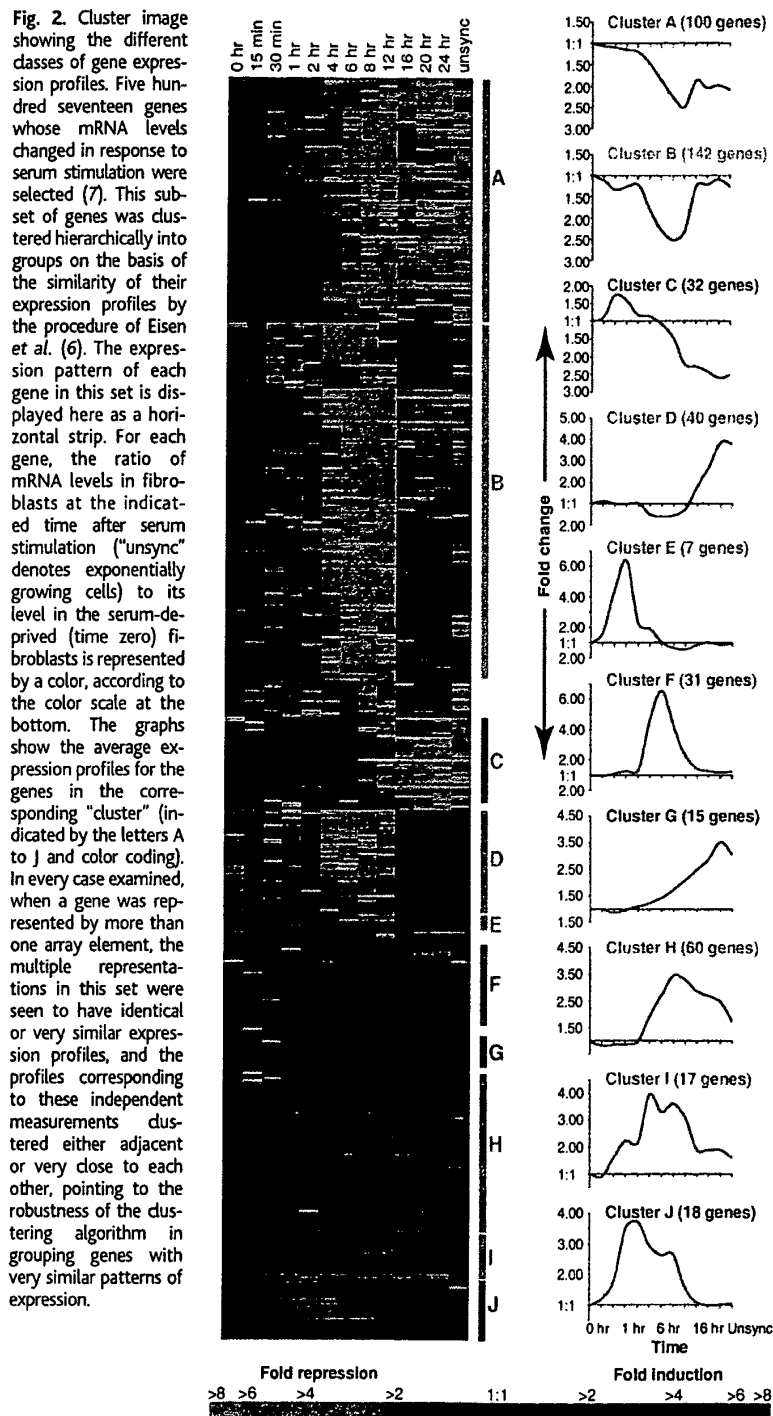 Fig. 2. Cluster image
showing the different
classes of gene expres-
sion profiles. Five hun-
dred seventeen genes
whose mRNA levels
changed in response to
serum stimulation were
selected (7). This sub-
set of genes was clus-
tered hierarchically into
groups on the basis of
the similarity of their
expression profiles by
the procedure of Eisen
et al. (6). The expres-
sion pattern of each
gene in this set is dis-
played here as a hori-
zontal strip. For each
gene, the ratio of
mRNA levels in fibro-
blasts at the indicat-
ed time after serum
stimulation ("unsync"
denotes exponentially
growing cells) to its
level in the serum-de-
prived (time zero) fi-
broblasts is represented
by a color, according to
the color scale at the
bottom. The graphs
show the average ex-
pression profiles for the
genes in the corre-
sponding "cluster" (in-
dicated by the letters A
to J and color coding).
In every case examined,
when a gene was rep-
resented by more than
one array element, the
multiple representa-
tions in this set were
seen to have identical
or very similar expres-
sion profiles, and the
profiles corresponding
to these independent
measurements clus-
tered either adjacent
or very close to each
other, pointing to the
robustness of the clus-
tering algorithm in
grouping genes with
very similar patterns of
expression.
0 hr
15 min
30 min
1 hr
2 hr
4 hr
6 hr
8 hr
12 hr
16 hr
20 hr
24 hr
unsync
A
B
C
D
E
F
G
H
I
J
Fold change
Cluster A (100 genes)
1.50
1:1
1.50
2.00
2.50
3.00
Cluster B (142 genes)
1.50
1:1
1.50
2.00
2.50
3.00
Cluster C (32 genes)
2.00
1.50
1:1
1.50
2.00
2.50
3.00
Cluster D (40 genes)
5.00
4.00
3.00
2.00
1:1
2.00
Cluster E (7 genes)
6.00
4.00
2.00
1:1
2.00
Cluster F (31 genes)
6.00
4.00
2.00
1:1
2.00
Cluster G (15 genes)
4.50
3.50
2.50
1.50
1.50
Cluster H (60 genes)
4.50
3.50
2.50
1.50
Cluster I (17 genes)
4.00
3.00
2.00
1:1
Cluster J (18 genes)
4.00
3.00
2.00
1:1
0 hr 1 hr 6 hr 16 hr Unsync
Time
Fold repression Fold induction
>8 >6 >4 >2 1:1 >2 >4 >6 >8